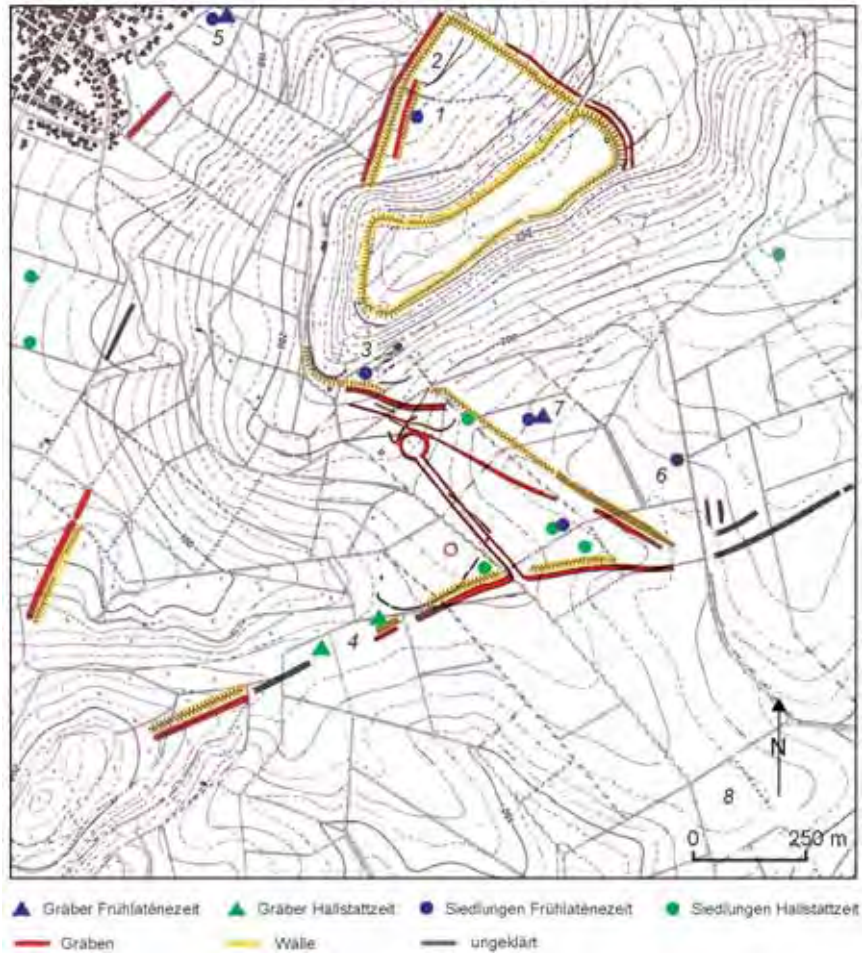 5
2
1
3
7
6
4
N
8
0 250 m
Gräber Frühlatènezeit Gräber Hallstattzeit Siedlungen Frühlatènezeit Siedlungen Hallstattzeit
Gräben Wälle ungeklärt